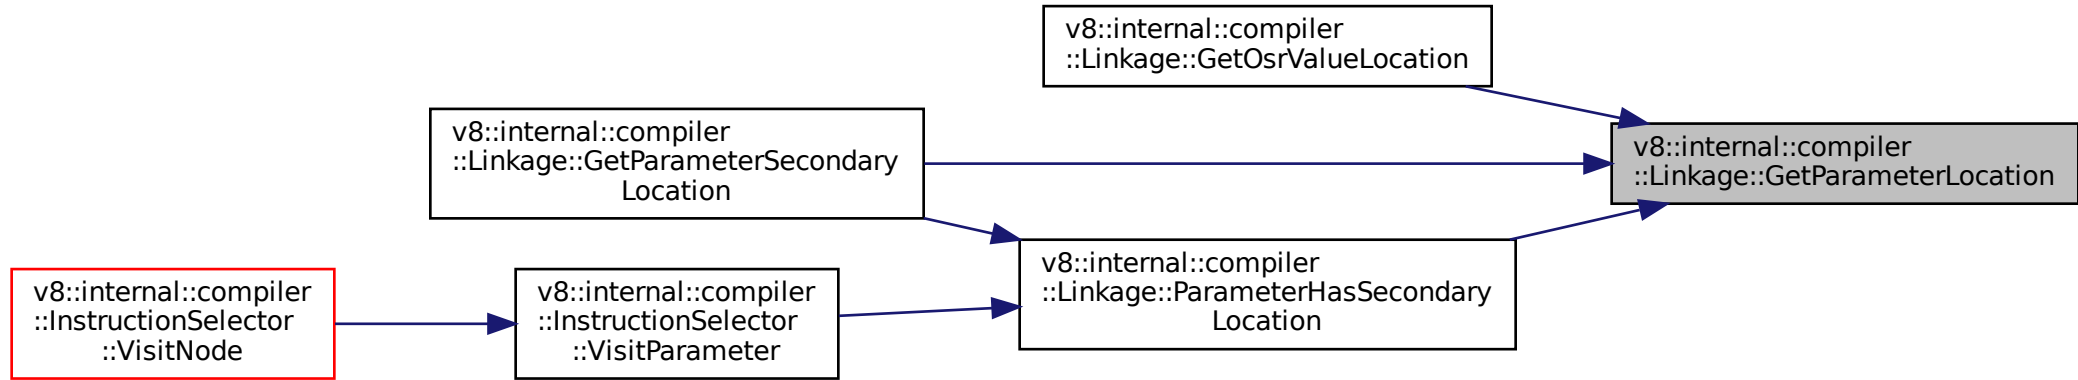 v8::internal::compiler
::Linkage::GetOsrValueLocation
v8::internal::compiler
::Linkage::GetParameterSecondary
Location
v8::internal::compiler
::Linkage::GetParameterLocation
v8::internal::compiler
::Linkage::ParameterHasSecondary
Location
v8::internal::compiler
::InstructionSelector
::VisitNode
v8::internal::compiler
::InstructionSelector
::VisitParameter